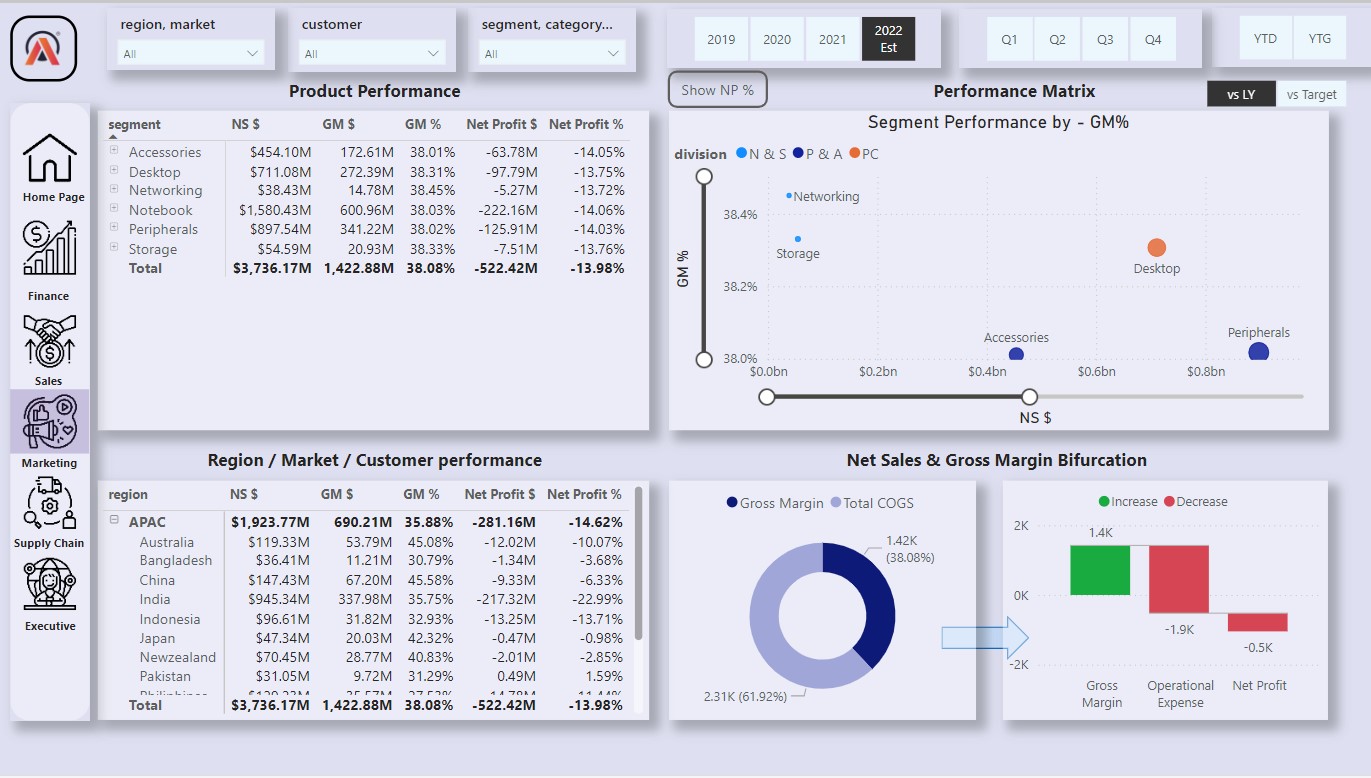 region, market
All
customer
All
segment, category...
All
2019
2020
2021
2022 Est
Q1
Q2
Q3
Q4
YTD
YTG
Product Performance
Show NP %
Performance Matrix
vs LY
vs Target
Home Page
Finance
Sales
Marketing
Supply Chain
Executive
segment NS $ GM $ GM % Net Profit $ Net Profit %
Accessories $454.10M 172.61M 38.01% -63.78M -14.05%
Desktop $711.08M 272.39M 38.31% -97.79M -13.75%
Networking $38.43M 14.78M 38.45% -5.27M -13.72%
Notebook $1,580.43M 600.96M 38.03% -222.16M -14.06%
Peripherals $897.54M 341.22M 38.02% -125.91M -14.03%
Storage $54.59M 20.93M 38.33% -7.51M -13.76%
Total $3,736.17M 1,422.88M 38.08% -522.42M -13.98%
Segment Performance by - GM%
division N & S P & A PC
GM %
38.4%
38.2%
38.0%
Networking
Storage
Desktop
Accessories
Peripherals
$0.0bn $0.2bn $0.4bn $0.6bn $0.8bn
NS $
Region / Market / Customer performance
region NS $ GM $ GM % Net Profit $ Net Profit %
APAC $1,923.77M 690.21M 35.88% -281.16M -14.62%
Australia $119.33M 53.79M 45.08% -12.02M -10.07%
Bangladesh $36.41M 11.21M 30.79% -1.34M -3.68%
China $147.43M 67.20M 45.58% -9.33M -6.33%
India $945.34M 337.98M 35.75% -217.32M -22.99%
Indonesia $96.61M 31.82M 32.93% -13.25M -13.71%
Japan $47.34M 20.03M 42.32% -0.47M -0.98%
Newzealand $70.45M 28.77M 40.83% -2.01M -2.85%
Pakistan $31.05M 9.72M 31.29% 0.49M 1.59%
Total $3,736.17M 1,422.88M 38.08% -522.42M -13.98%
Net Sales & Gross Margin Bifurcation
Gross Margin Total COGS
1.42K
(38.08%)
2.31K (61.92%)
Increase Decrease
2K
0K
-2K
1.4K
-1.9K
-0.5K
Gross Margin
Operational Expense
Net Profit